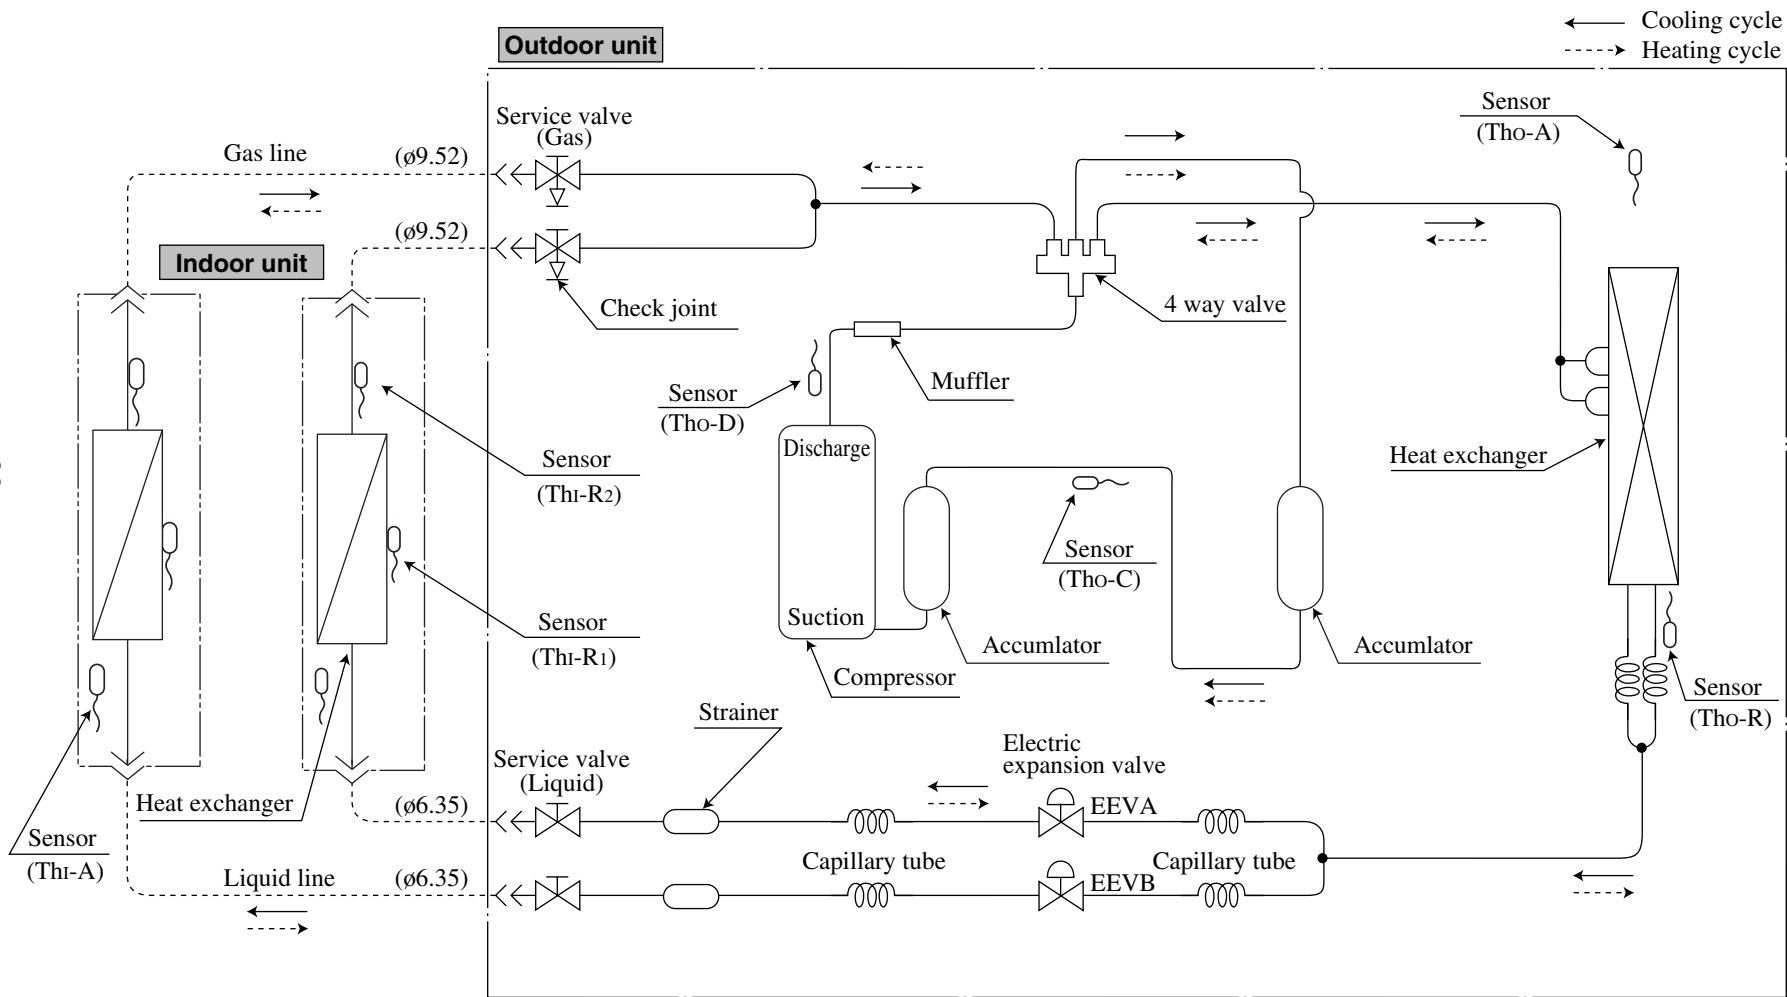 Cooling cycle
Heating cycle
Outdoor unit
Service valve
(Gas)
Sensor
(Tho-A)
Gas line
(ø9.52)
(ø9.52)
Indoor unit
Check joint
4 way valve
Sensor
(Tho-D)
Muffler
Discharge
Suction
Heat exchanger
Sensor
(ThI-R2)
Sensor
(Tho-C)
Sensor
(ThI-R1)
Accumlator
Accumlator
Compressor
Sensor
(Tho-R)
Strainer
Service valve
(Liquid)
Electric
expansion valve
Heat exchanger
(ø6.35)
EEVA
Sensor
(ThI-A)
Capillary tube
Capillary tube
Liquid line
(ø6.35)
EEVB